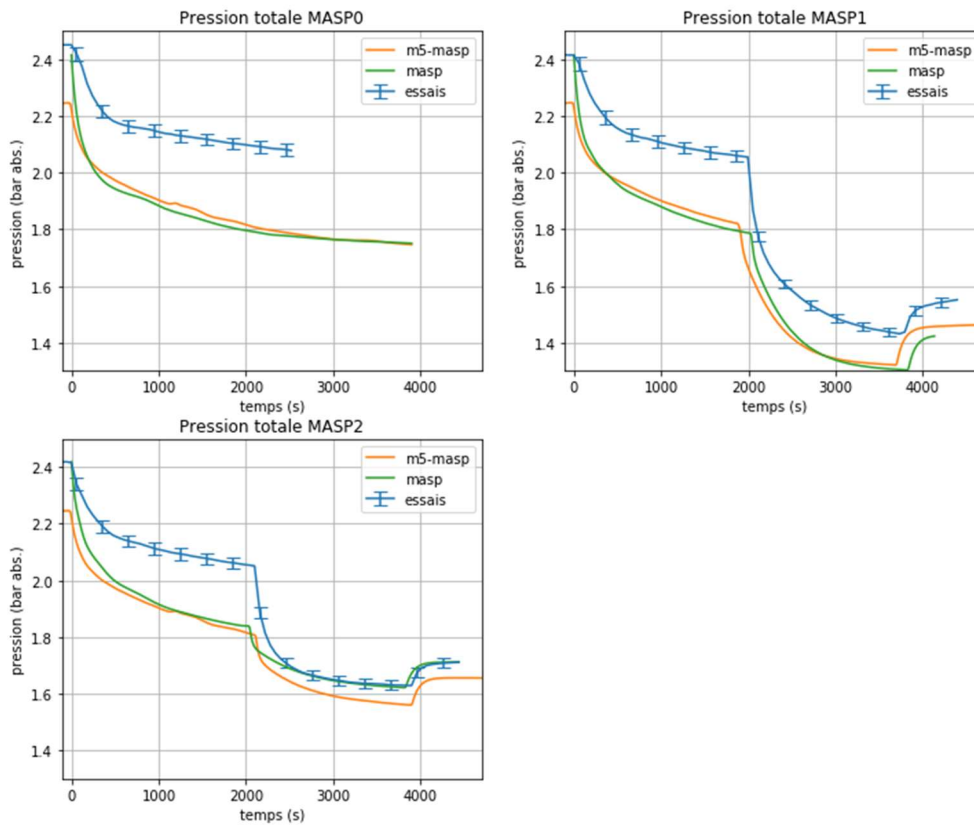 Pression totale MASP0
pression (bar abs.)
2.4
2.2
2.0
1.8
1.6
1.4
m5-masp
masp
essais
0 1000 2000 3000 4000
temps (s)
Pression totale MASP1
pression (bar abs.)
2.4
2.2
2.0
1.8
1.6
1.4
m5-masp
masp
essais
0 1000 2000 3000 4000
temps (s)
Pression totale MASP2
pression (bar abs.)
2.4
2.2
2.0
1.8
1.6
1.4
m5-masp
masp
essais
0 1000 2000 3000 4000
temps (s)